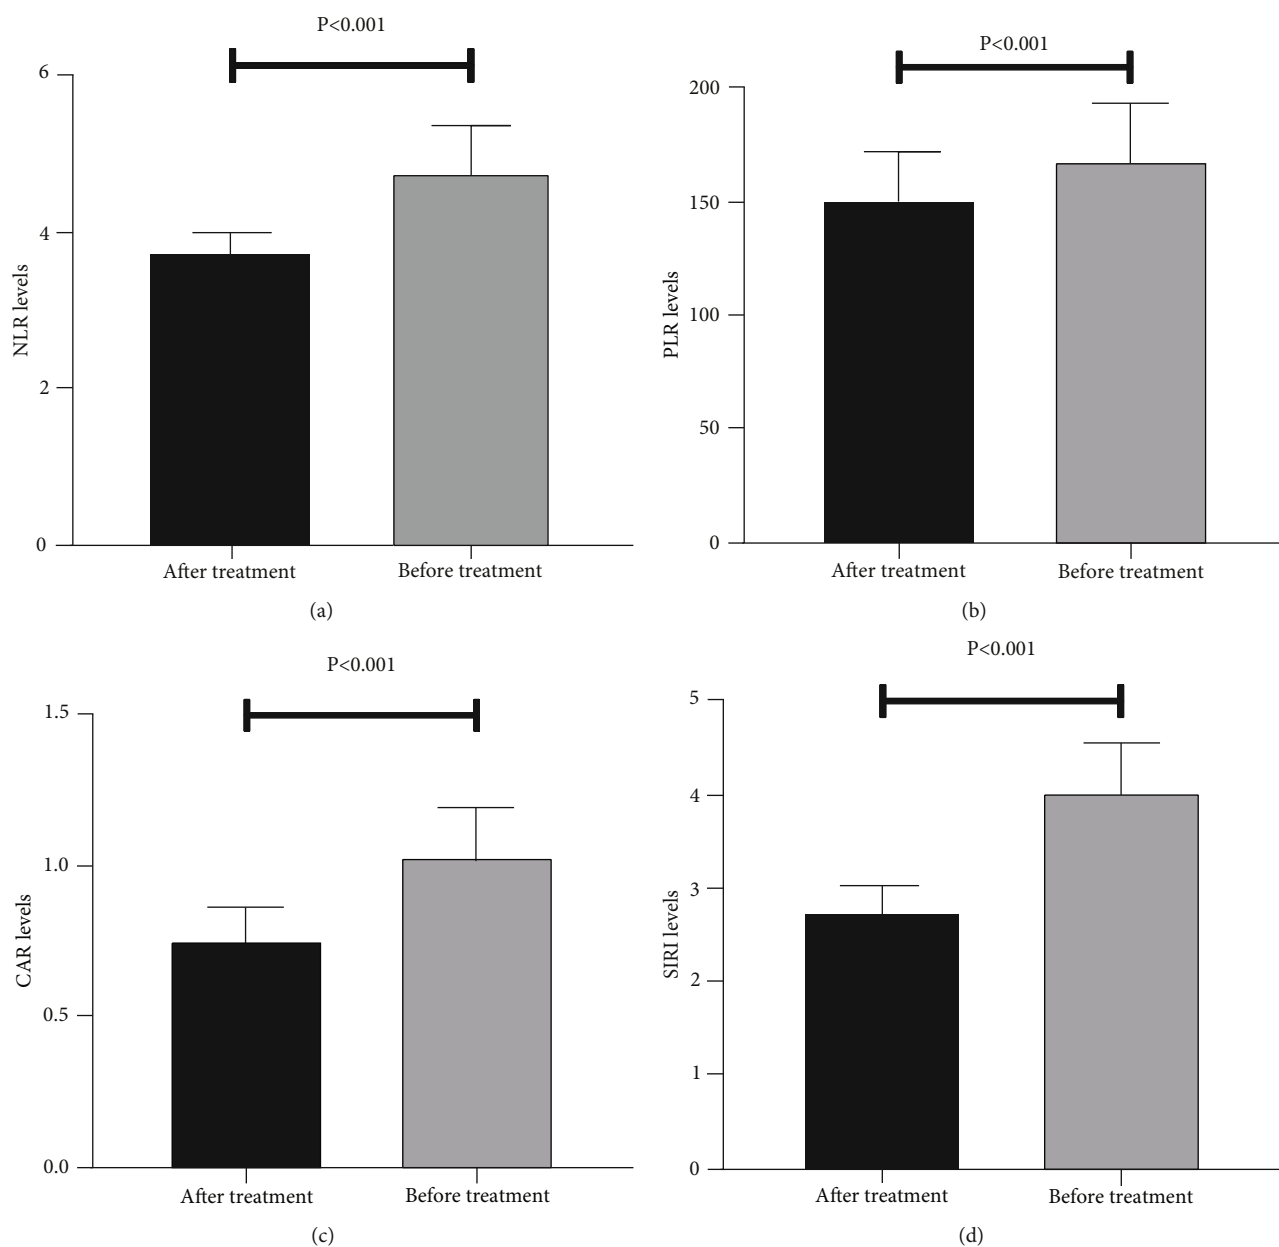 P<0.001
6
4
2
0
NLR levels
After treatment Before treatment
(a)
P<0.001
200
150
100
50
0
PLR levels
After treatment Before treatment
(b)
P<0.001
1.5
1.0
0.5
0.0
CAR levels
After treatment Before treatment
(c)
P<0.001
5
4
3
2
1
0
SIRI levels
After treatment Before treatment
(d)